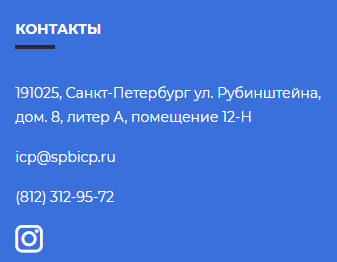 КОНТАКТЫ
191025, Санкт-Петербург ул. Рубинштейна,
дом. 8, литер А, помещение 12-Н
icp@spbicp.ru
(812) 312-95-72